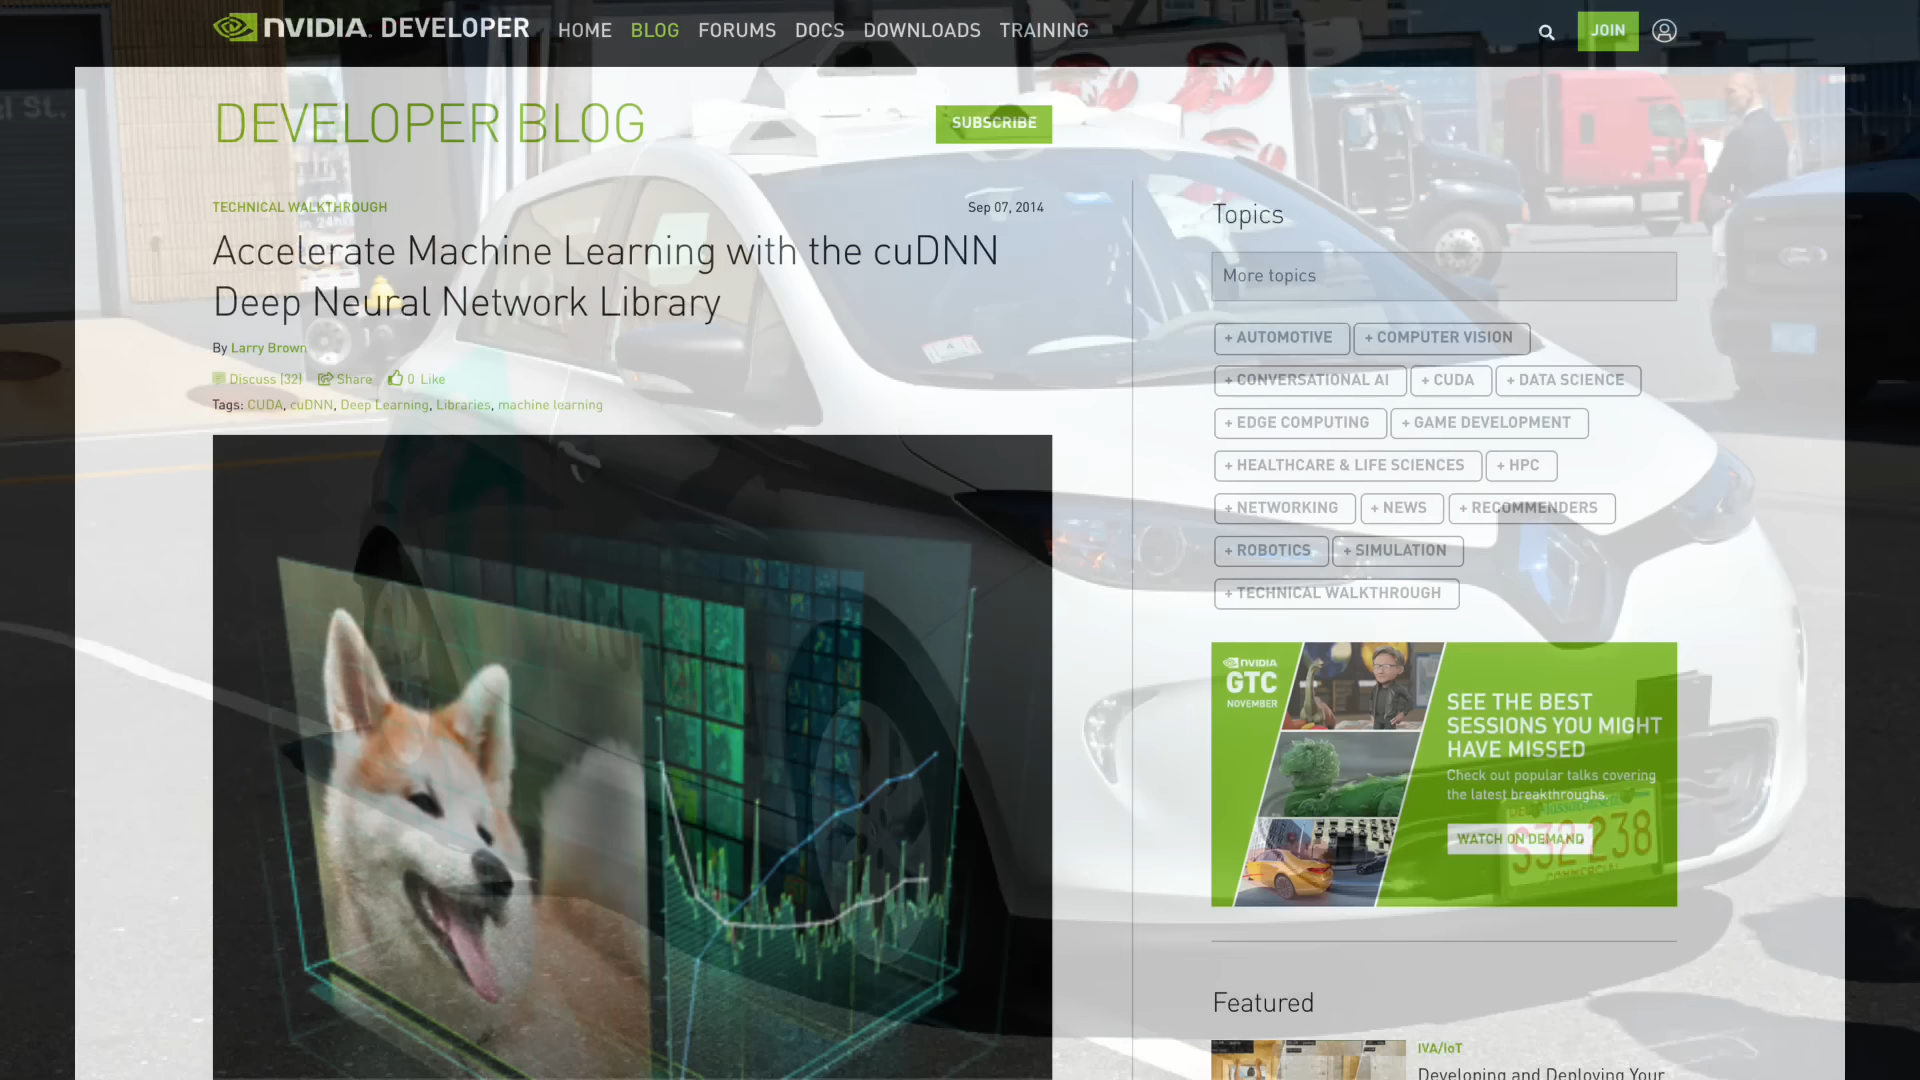 NVIDIA. DEVELOPER HOME BLOG FORUMS DOCS DOWNLOADS TRAINING JOIN
al St.
DEVELOPER BLOG
SUBSCRIBE
TECHNICAL WALKTHROUGH
Sep 07, 2014
Accelerate Machine Learning with the cuDNN
Deep Neural Network Library
By Larry Brown
Discuss (32) Share 0 Like
Tags: CUDA, cuDNN, Deep Learning, Libraries, machine learning
Topics
More topics
+ AUTOMOTIVE + COMPUTER VISION
+ CONVERSATIONAL AI + CUDA + DATA SCIENCE
+ EDGE COMPUTING + GAME DEVELOPMENT
+ HEALTHCARE & LIFE SCIENCES + HPC
+ NETWORKING + NEWS + RECOMMENDERS
+ ROBOTICS + SIMULATION
+ TECHNICAL WALKTHROUGH
NVIDIA
GTC
NOVEMBER
SEE THE BEST
SESSIONS YOU MIGHT
HAVE MISSED
Check out popular talks covering
the latest breakthroughs.
WATCH ON DEMAND
S32 238
Featured
IVA/IoT
Developing and Deploying Your